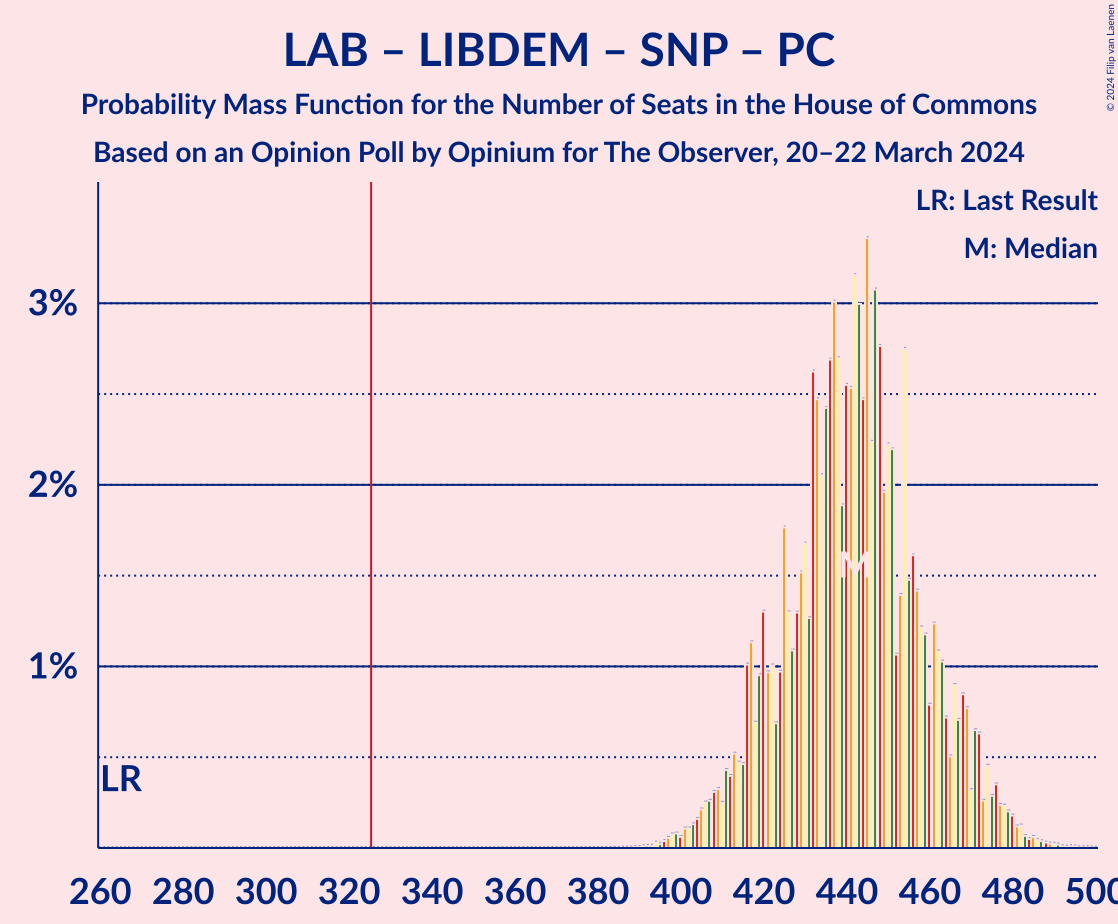 LAB – LIBDEM – SNP – PC
Probability Mass Function for the Number of Seats in the House of Commons
Based on an Opinion Poll by Opinium for The Observer, 20–22 March 2024
© 2024 Filip van Laenen
LR: Last Result
M: Median
3%
2%
1%
M
LR
260 280 300 320 340 360 380 400 420 440 460 480 500